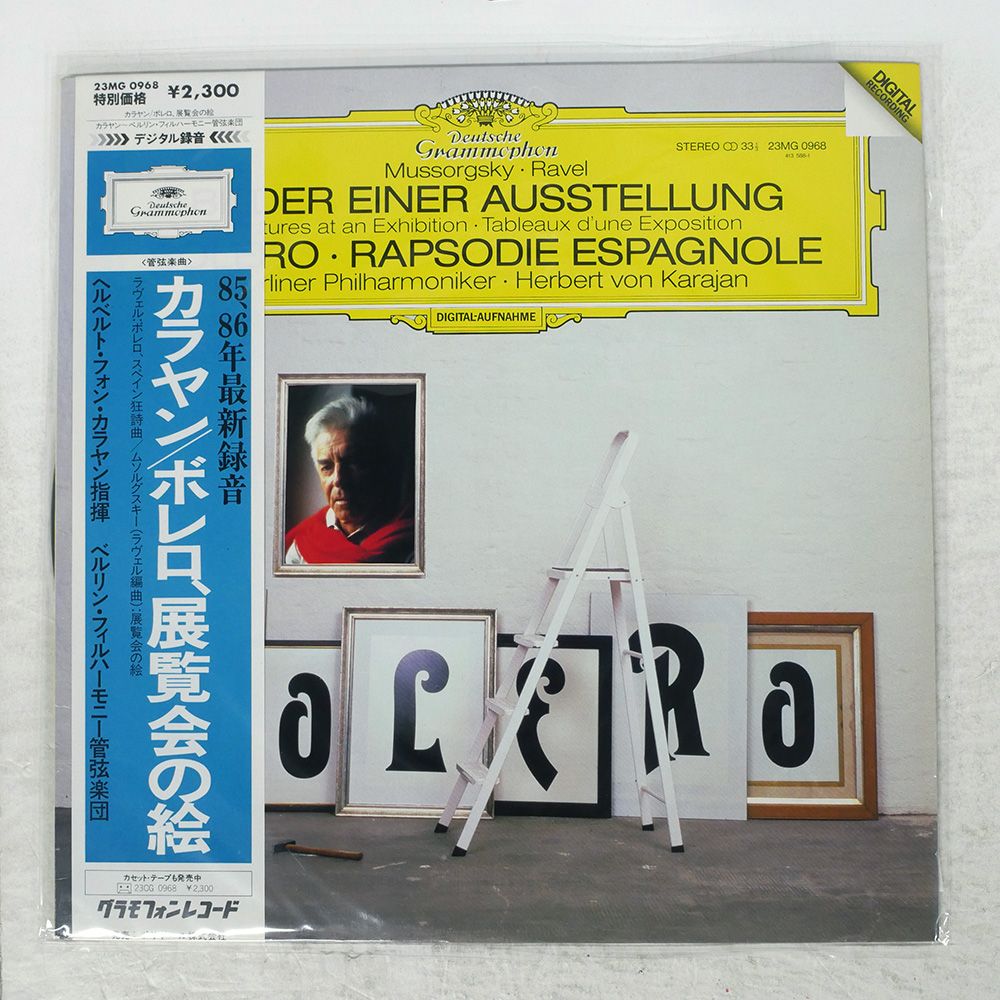 23MG 0968
特別価格 ¥2,300
カラヤン/ボレロ、展覧会の絵
カラヤン―ベルリン・フィルハーモニー管弦楽団
デジタル録音
Deutsche
Grammophon
〈管弦楽曲〉
85、86年最新録音
カラヤン/ボレロ、展覧会の絵
ラヴェル:ボレロ、スペイン狂詩曲/ムソルグスキー(ラヴェル編曲):展覧会の絵
ヘルベルト・フォン・カラヤン指揮 ベルリン・フィルハーモニー管弦楽団
カセット・テープも発売中
23CG 0968 ¥2,300
グラモフォンレコード
Deutsche
Grammophon
STEREO 33⅓ 23MG 0968
413 588-1
Mussorgsky · Ravel
DER EINER AUSSTELLUNG
tures at an Exhibition · Tableaux d'une Exposition
RO · RAPSODIE ESPAGNOLE
rliner Philharmoniker · Herbert von Karajan
DIGITAL-AUFNAHME
DIGITAL
RECORDING
OLERO